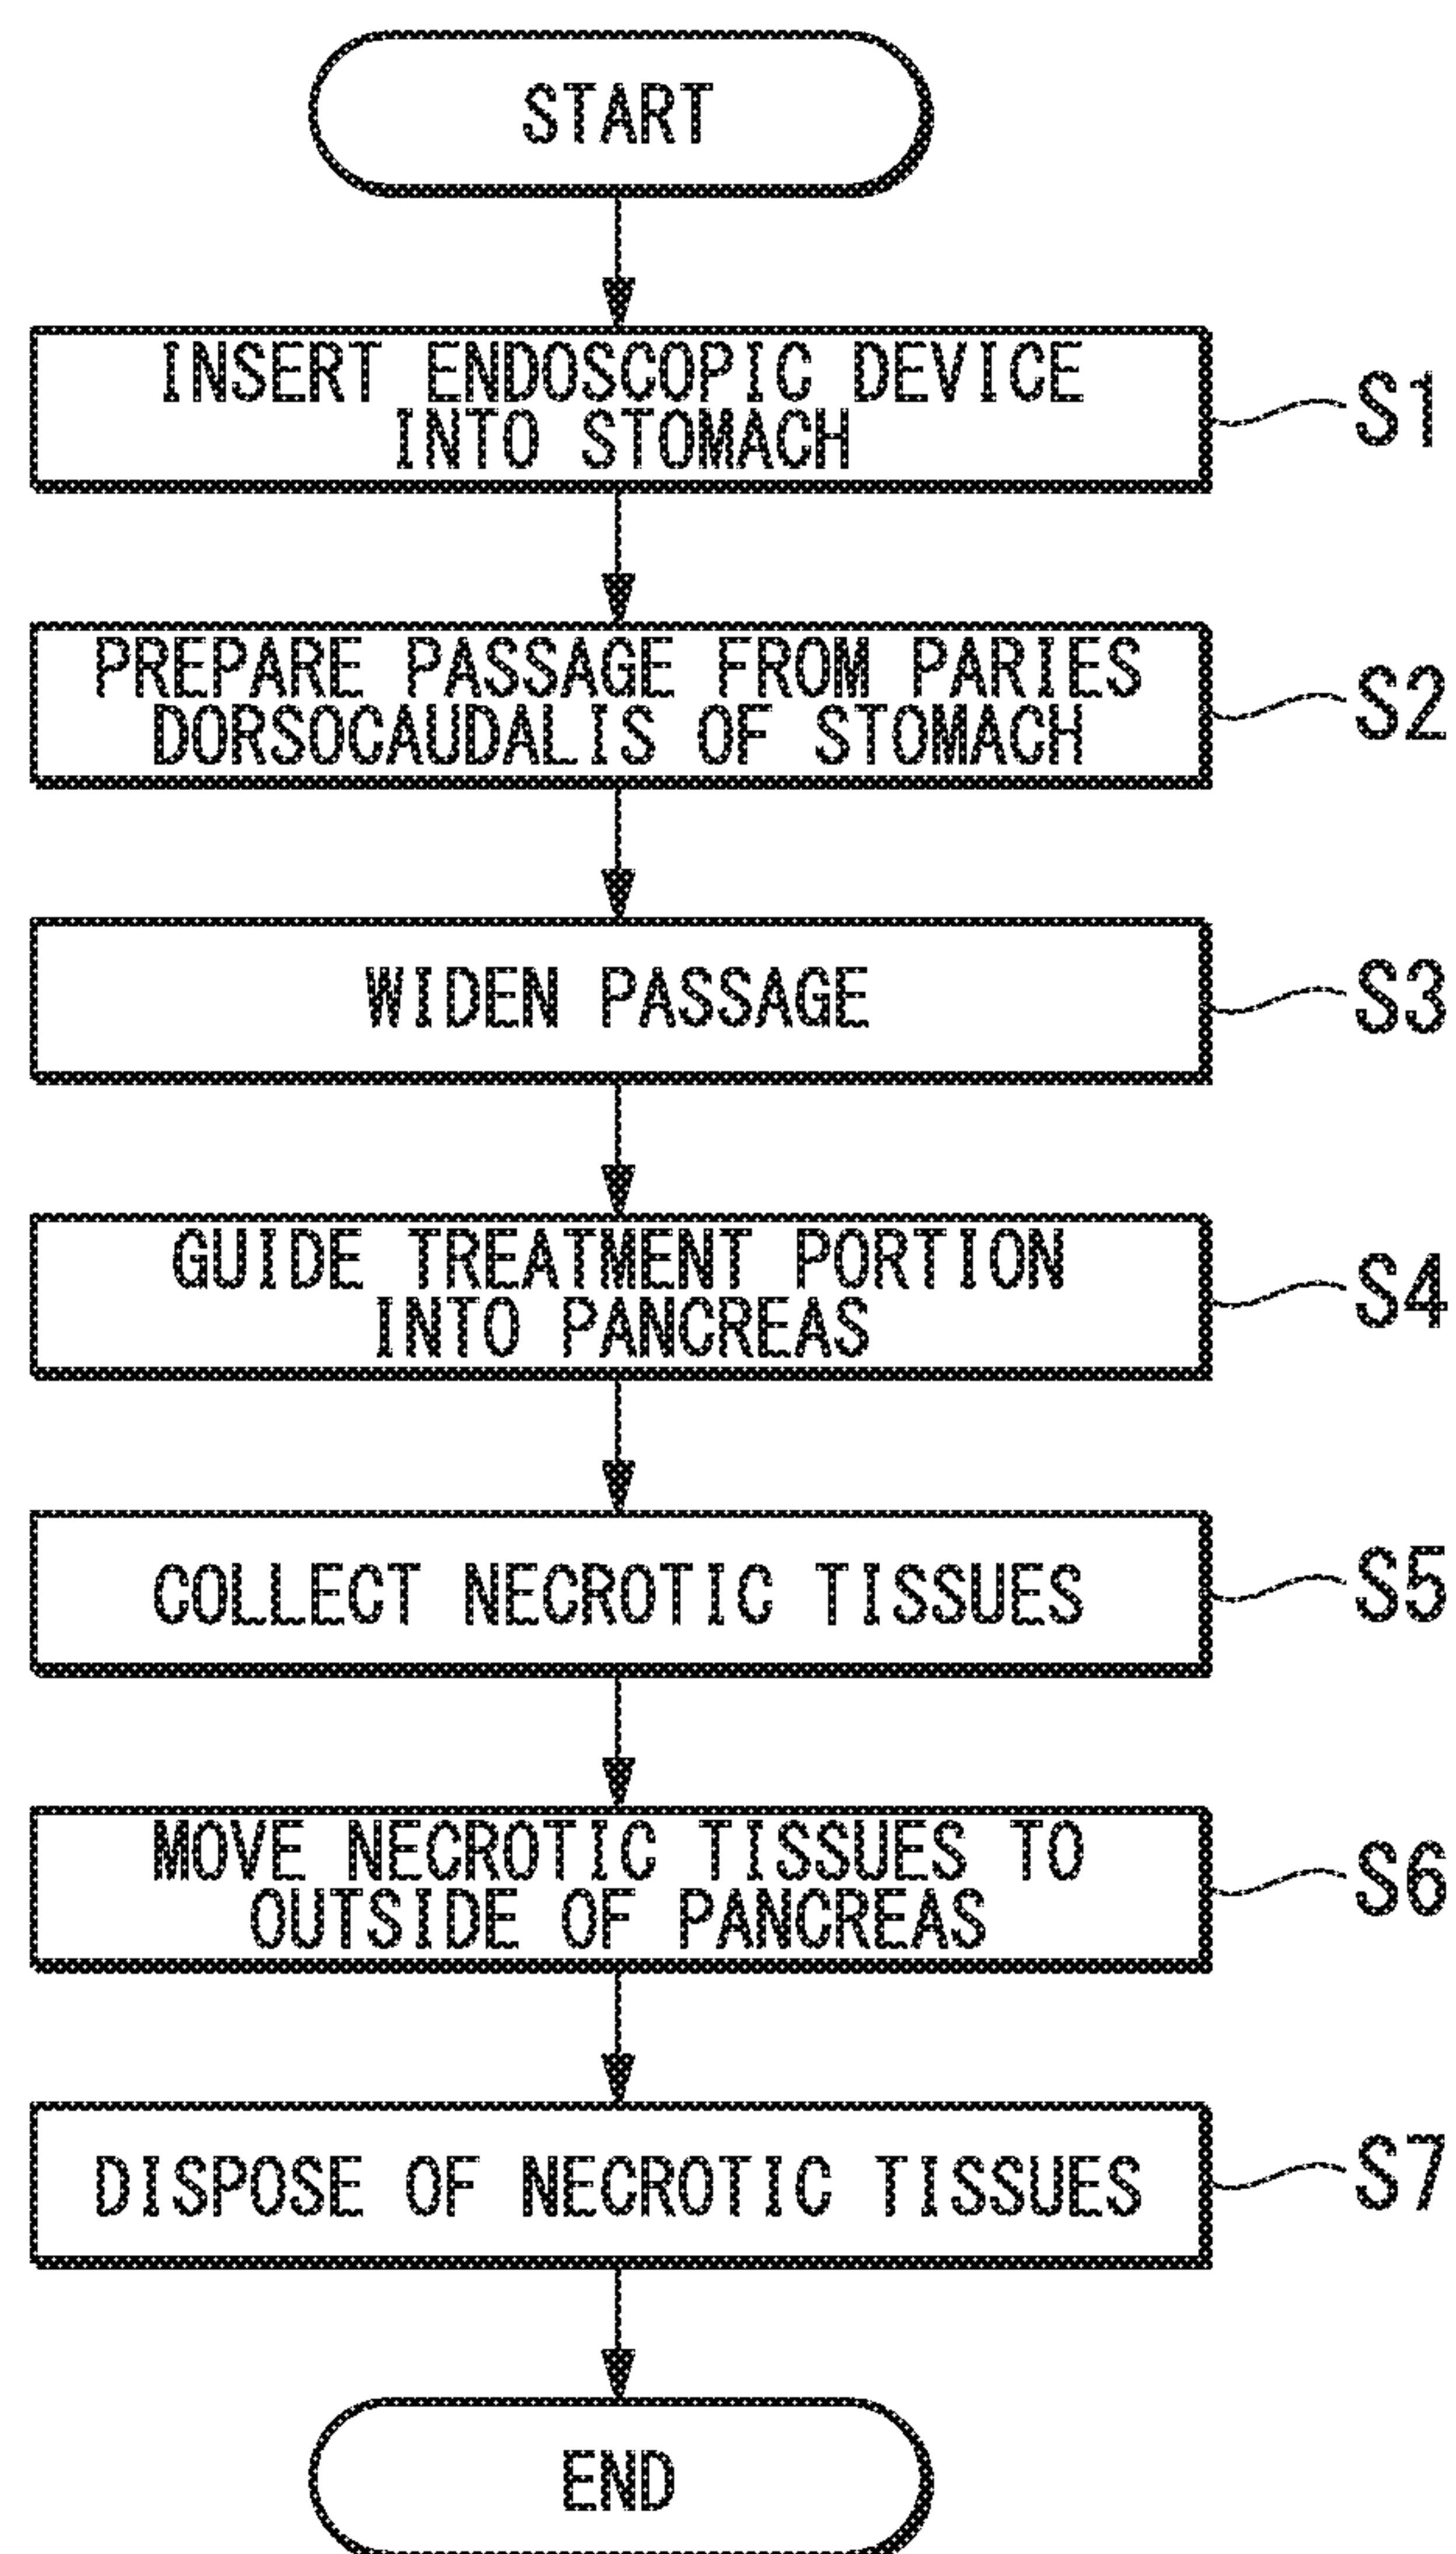 START
INSERT ENDOSCOPIC DEVICE
INTO STOMACH
S1
PREPARE PASSAGE FROM PARIES
DORSOCAUDALIS OF STOMACH
S2
WIDEN PASSAGE
S3
GUIDE TREATMENT PORTION
INTO PANCREAS
S4
COLLECT NECROTIC TISSUES
S5
MOVE NECROTIC TISSUES TO
OUTSIDE OF PANCREAS
S6
DISPOSE OF NECROTIC TISSUES
S7
END